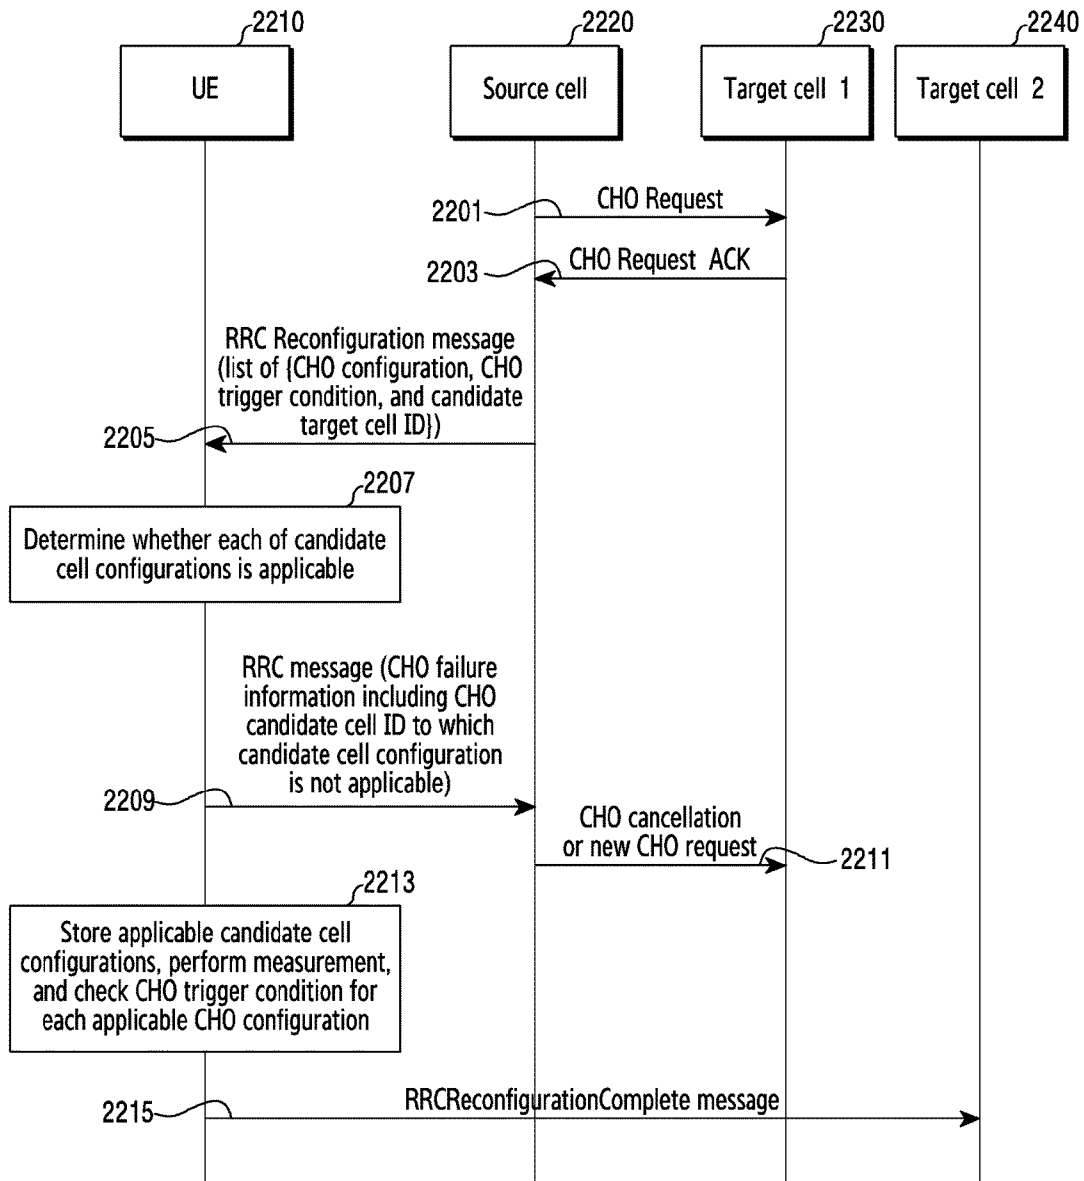 2210
2220
2230
2240
UE
Source cell
Target cell 1
Target cell 2
CHO Request
2201
CHO Request ACK
2203
RRC Reconfiguration message
(list of {CHO configuration, CHO
trigger condition, and candidate
target cell ID})
2205
2207
Determine whether each of candidate
cell configurations is applicable
RRC message (CHO failure
information including CHO
candidate cell ID to which
candidate cell configuration
is not applicable)
2209
CHO cancellation
or new CHO request
2211
2213
Store applicable candidate cell
configurations, perform measurement,
and check CHO trigger condition for
each applicable CHO configuration
RRCReconfigurationComplete message
2215